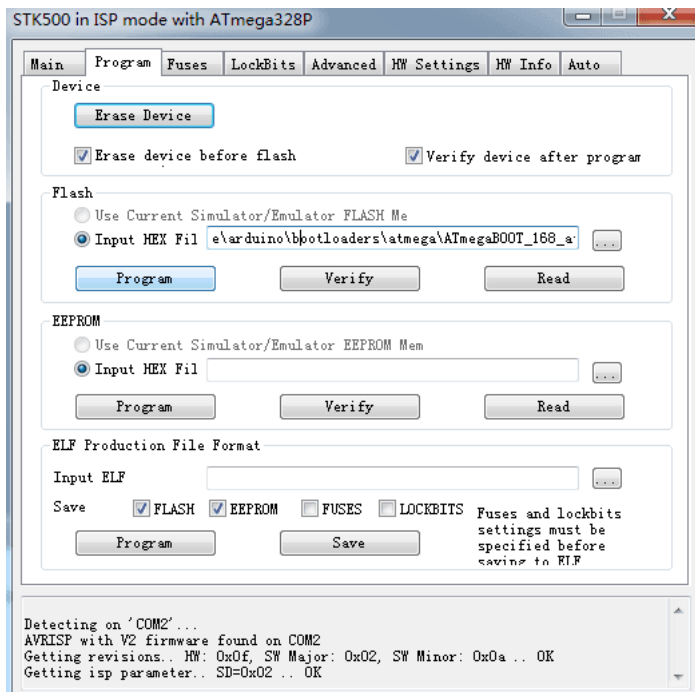 STK500 in ISP mode with ATmega328P
Main Program Fuses LockBits Advanced HW Settings HW Info Auto
Device
Erase Device
Erase device before flash Verify device after program
Flash
Use Current Simulator/Emulator FLASH Me
Input HEX Fil e\arduino\bootloaders\atmega\ATmegaBOOT_168_a
...
Program Verify Read
EEPROM
Use Current Simulator/Emulator EEPROM Mem
Input HEX Fil ...
Program Verify Read
ELF Production File Format
Input ELF ...
Save FLASH EEPROM FUSES LOCKBITS
Fuses and lockbits
settings must be
specified before
saving to ELF
Program Save
Detecting on 'COM2'...
AVRISP with V2 firmware found on COM2
Getting revisions.. HW: 0x0f, SW Major: 0x02, SW Minor: 0x0a .. OK
Getting isp parameter.. SD=0x02 .. OK